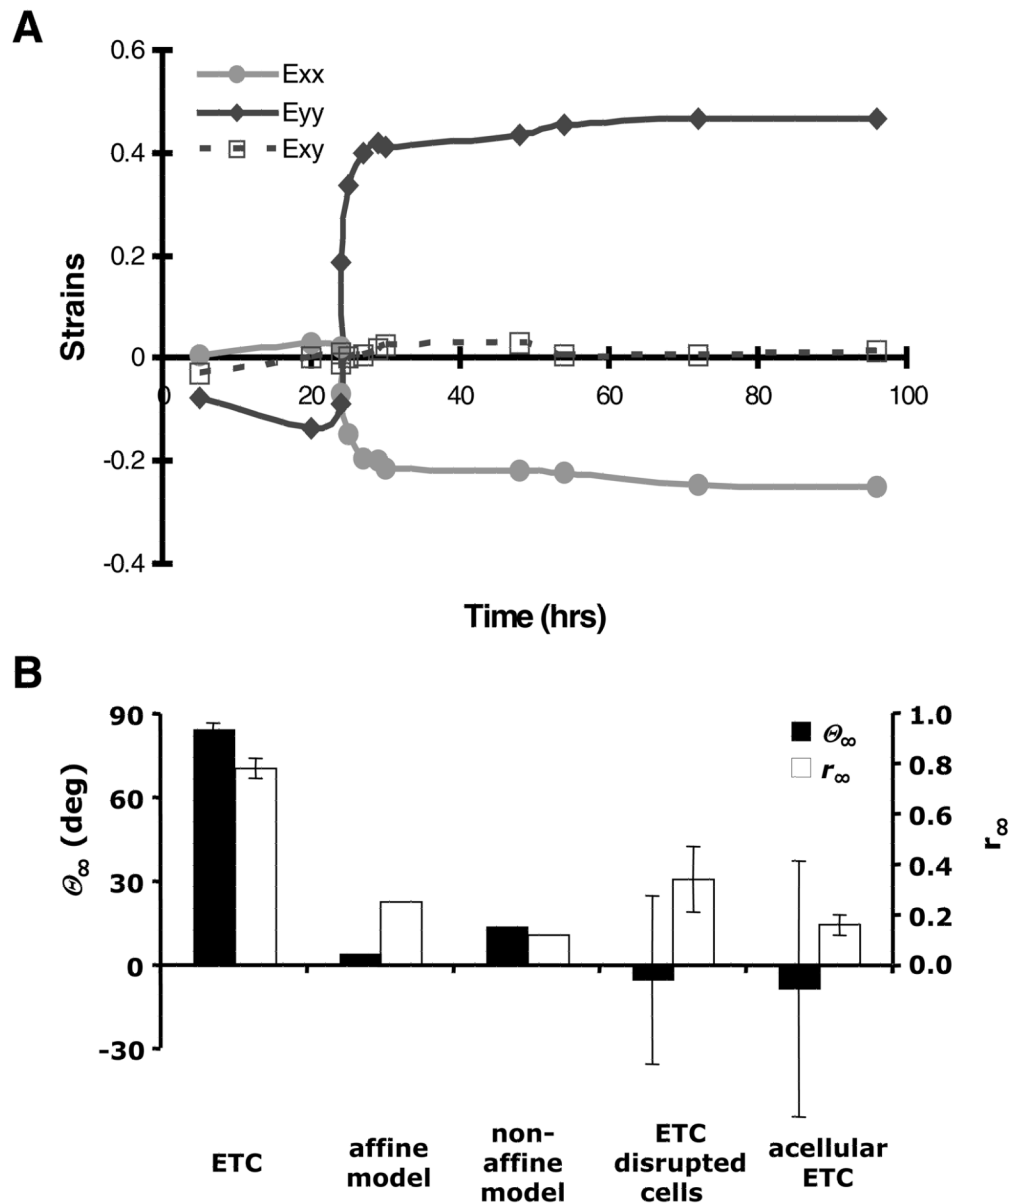 A
0.6
0.4
0.2
0
-0.2
-0.4
Strains
Exx
Eyy
Exy
0 20 40 60 80 100
Time (hrs)
B
90
60
30
0
-30
Θ∞ (deg)
Θ∞
r∞
1.0
0.8
0.6
0.4
0.2
0.0
r∞
ETC
affine
model
non-
affine
model
ETC
disrupted
cells
acellular
ETC